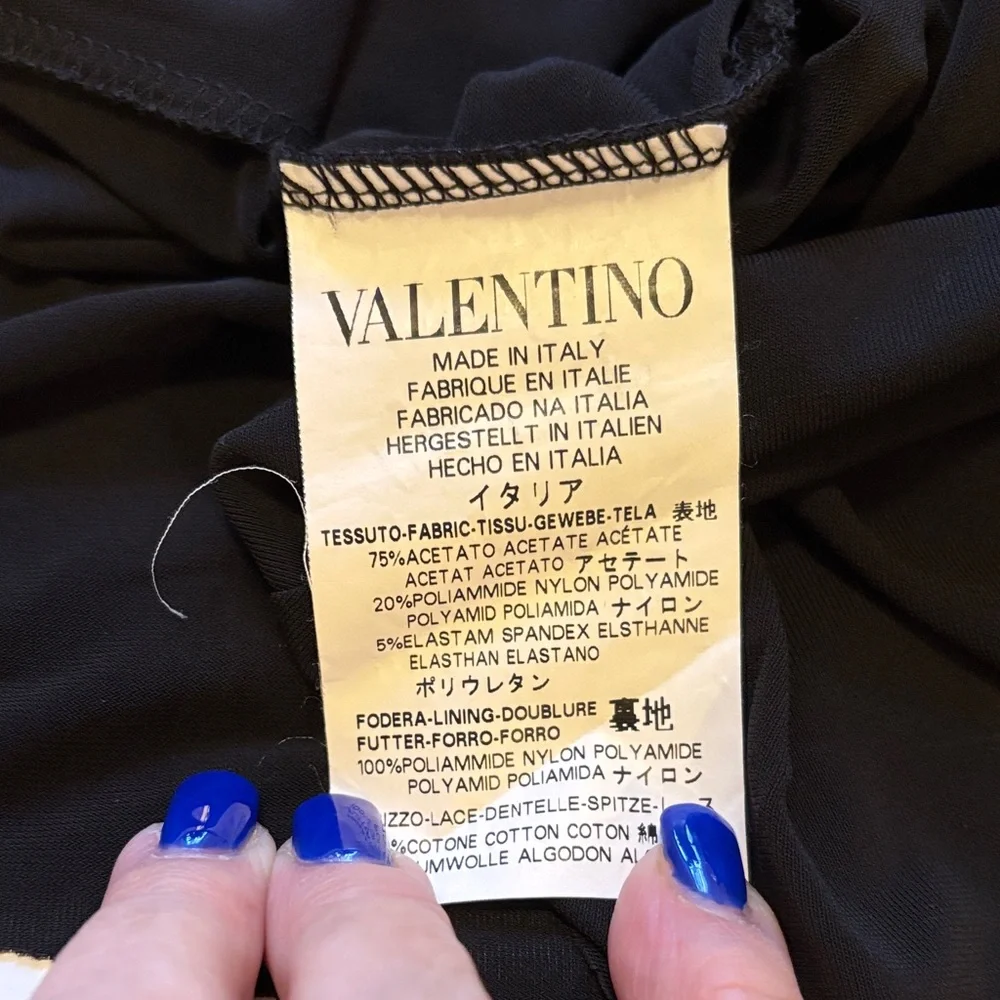 VALENTINO
MADE IN ITALY
FABRIQUE EN ITALIE
FABRICADO NA ITALIA
HERGESTELLT IN ITALIEN
HECHO EN ITALIA
イタリア
TESSUTO-FABRIC-TISSU-GEWEBE-TELA 表地
75%ACETATO ACETATE ACÉTATE
ACETAT ACETATO アセテート
20%POLIAMMIDE NYLON POLYAMIDE
POLYAMID POLIAMIDA ナイロン
5%ELASTAM SPANDEX ELSTHANNE
ELASTHAN ELASTANO
ポリウレタン
FODERA-LINING-DOUBLURE 裏地
FUTTER-FORRO-FORRO
100%POLIAMMIDE NYLON POLYAMIDE
POLYAMID POLIAMIDA ナイロン
LACE-DENTELLE-SPITZE-
%COTONE COTTON COTON 綿
ALGODON